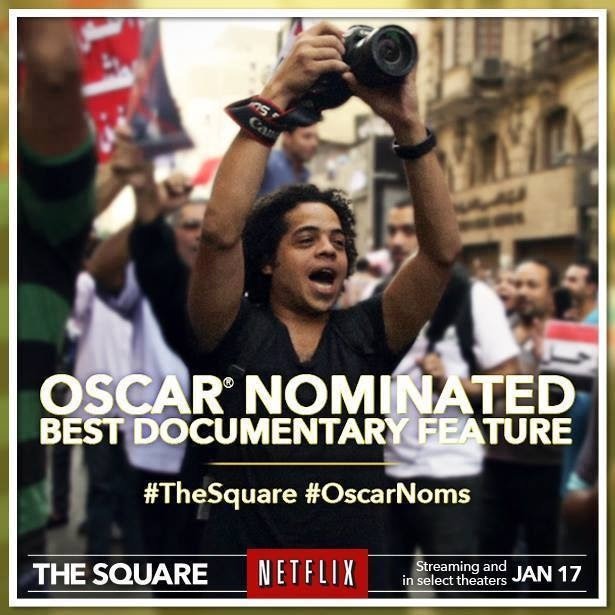 OSCAR® NOMINATED
BEST DOCUMENTARY FEATURE
#TheSquare #OscarNoms
THE SQUARE
NETFLIX
Streaming and
in select theaters
JAN 17